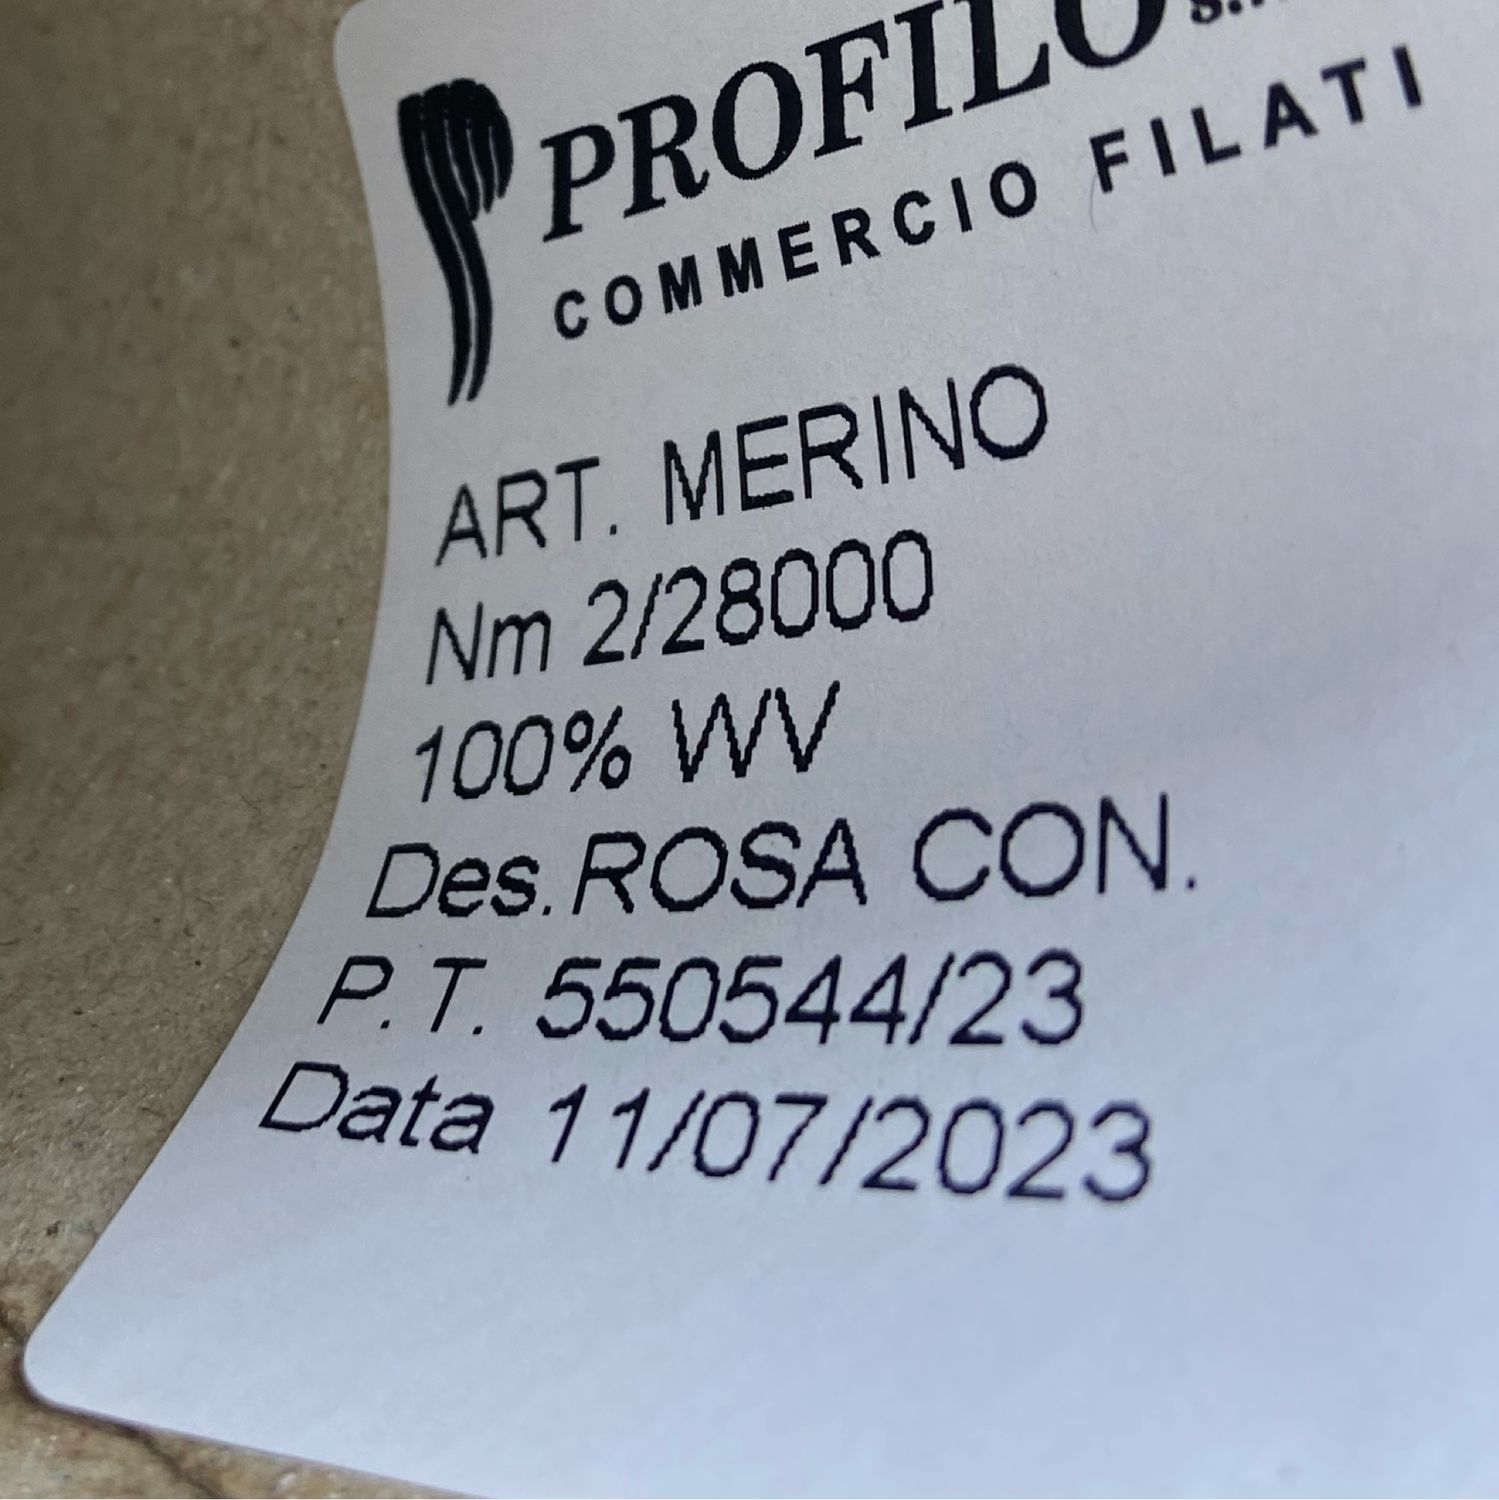 PROFILO
COMMERCIO FILATI
ART. MERINO
Nm 2/28000
100% WV
Des.ROSA CON.
P.T. 550544/23
Data 11/07/2023